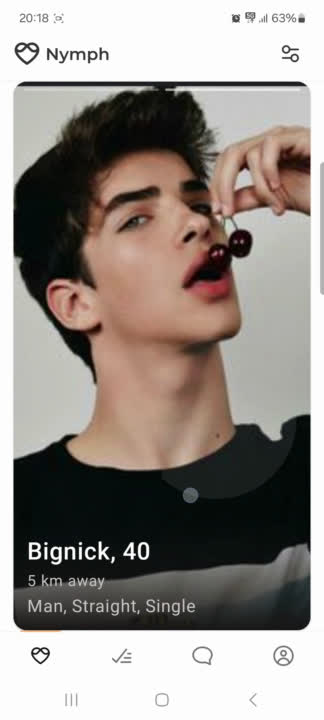 20:18
63%
Nymph
Bignick, 40
5 km away
Man, Straight, Single